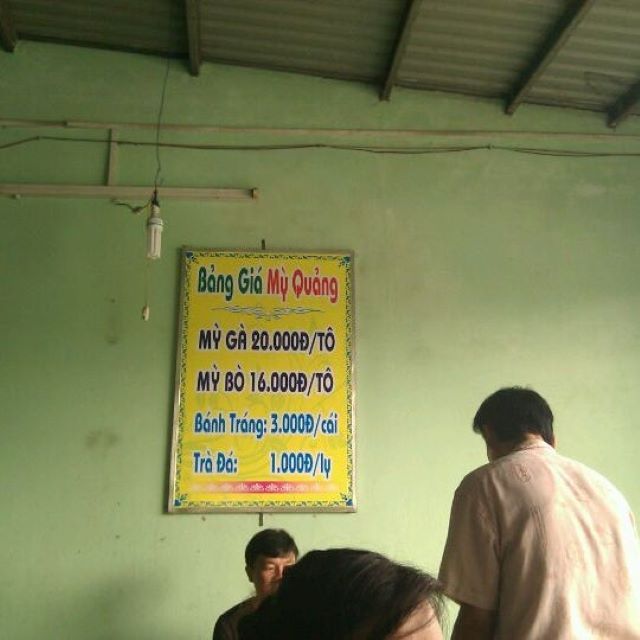 Bảng Giá Mỳ Quảng
MỲ GÀ 20.000Đ/TÔ
MỲ BÒ 16.000Đ/TÔ
Bánh Tráng: 3.000Đ/cái
Trà Đá: 1.000Đ/ly